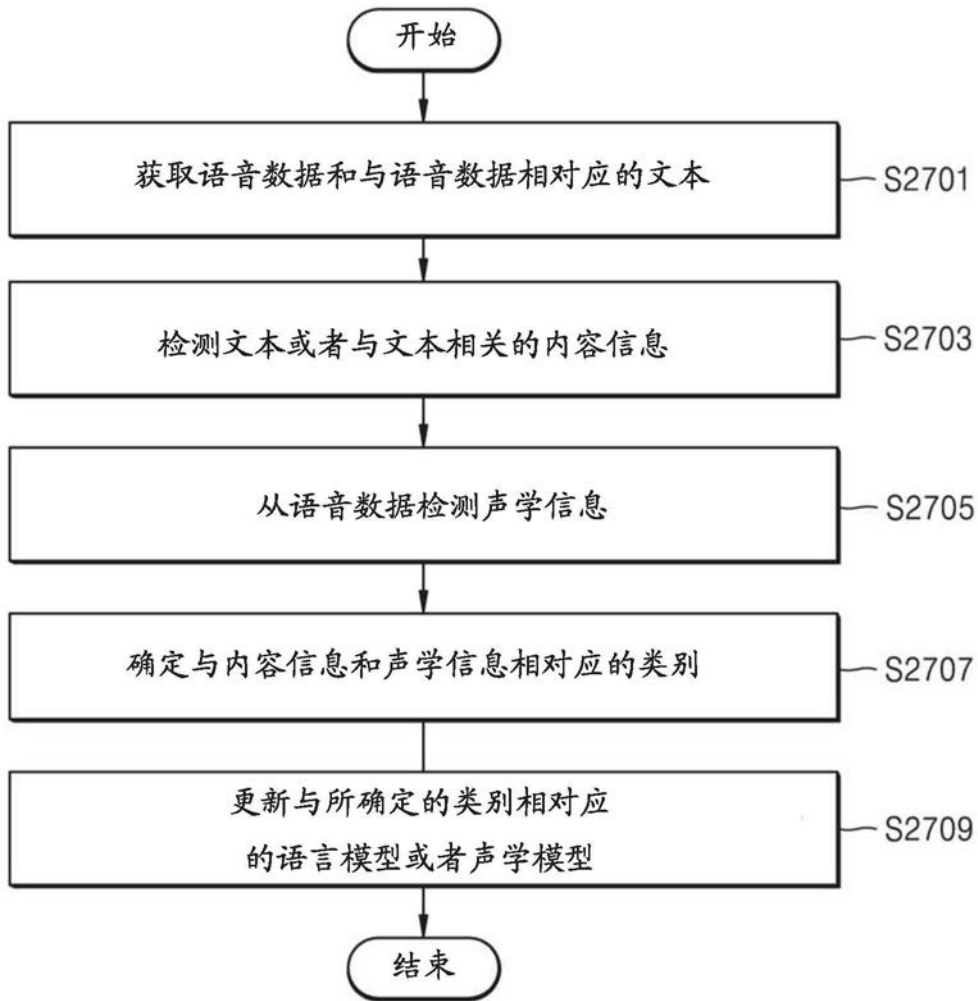 开始
获取语音数据和与语音数据相对应的文本
S2701
检测文本或者与文本相关的内容信息
S2703
从语音数据检测声学信息
S2705
确定与内容信息和声学信息相对应的类别
S2707
更新与所确定的类别相对应
的语言模型或者声学模型
S2709
结束